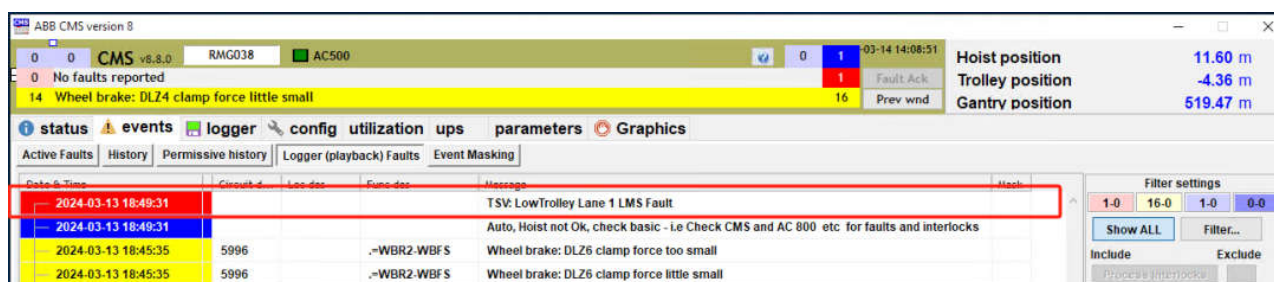 ABB CMS version 8
0 0 CMS v8.8.0 RMG038 AC500 0 1 -03-14 14:08:51
0 No faults reported 1 Fault Ack
14 Wheel brake: DLZ4 clamp force little small 16 Prev wnd
Hoist position 11.60 m
Trolley position -4.36 m
Gantry position 519.47 m
status events logger config utilization ups parameters Graphics
Active Faults History Permissive history Logger (playback) Faults Event Masking
Date & Time Circuit d... Loc des Func des Message Mask
2024-03-13 18:49:31 TSV: LowTrolley Lane 1 LMS Fault
2024-03-13 18:49:31 Auto, Hoist not Ok, check basic - i.e Check CMS and AC 800 etc for faults and interlocks
2024-03-13 18:45:35 5996 .=WBR2-WBFS Wheel brake: DLZ6 clamp force too small
2024-03-13 18:45:35 5996 .=WBR2-WBFS Wheel brake: DLZ6 clamp force little small
Filter settings
1-0 16-0 1-0 0-0
Show ALL Filter...
Include Exclude
Process Interlocks